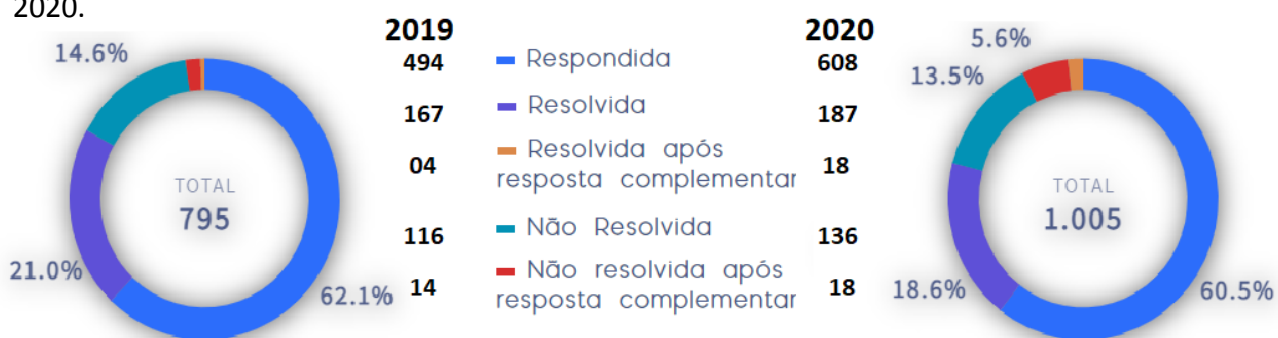 2020.
2019
2020
14.6%
21.0%
62.1%
TOTAL
795
494
167
04
116
14
Respondida
Resolvida
Resolvida após
resposta complementar
Não Resolvida
Não resolvida após
resposta complementar
608
187
18
136
18
5.6%
13.5%
18.6%
60.5%
TOTAL
1.005